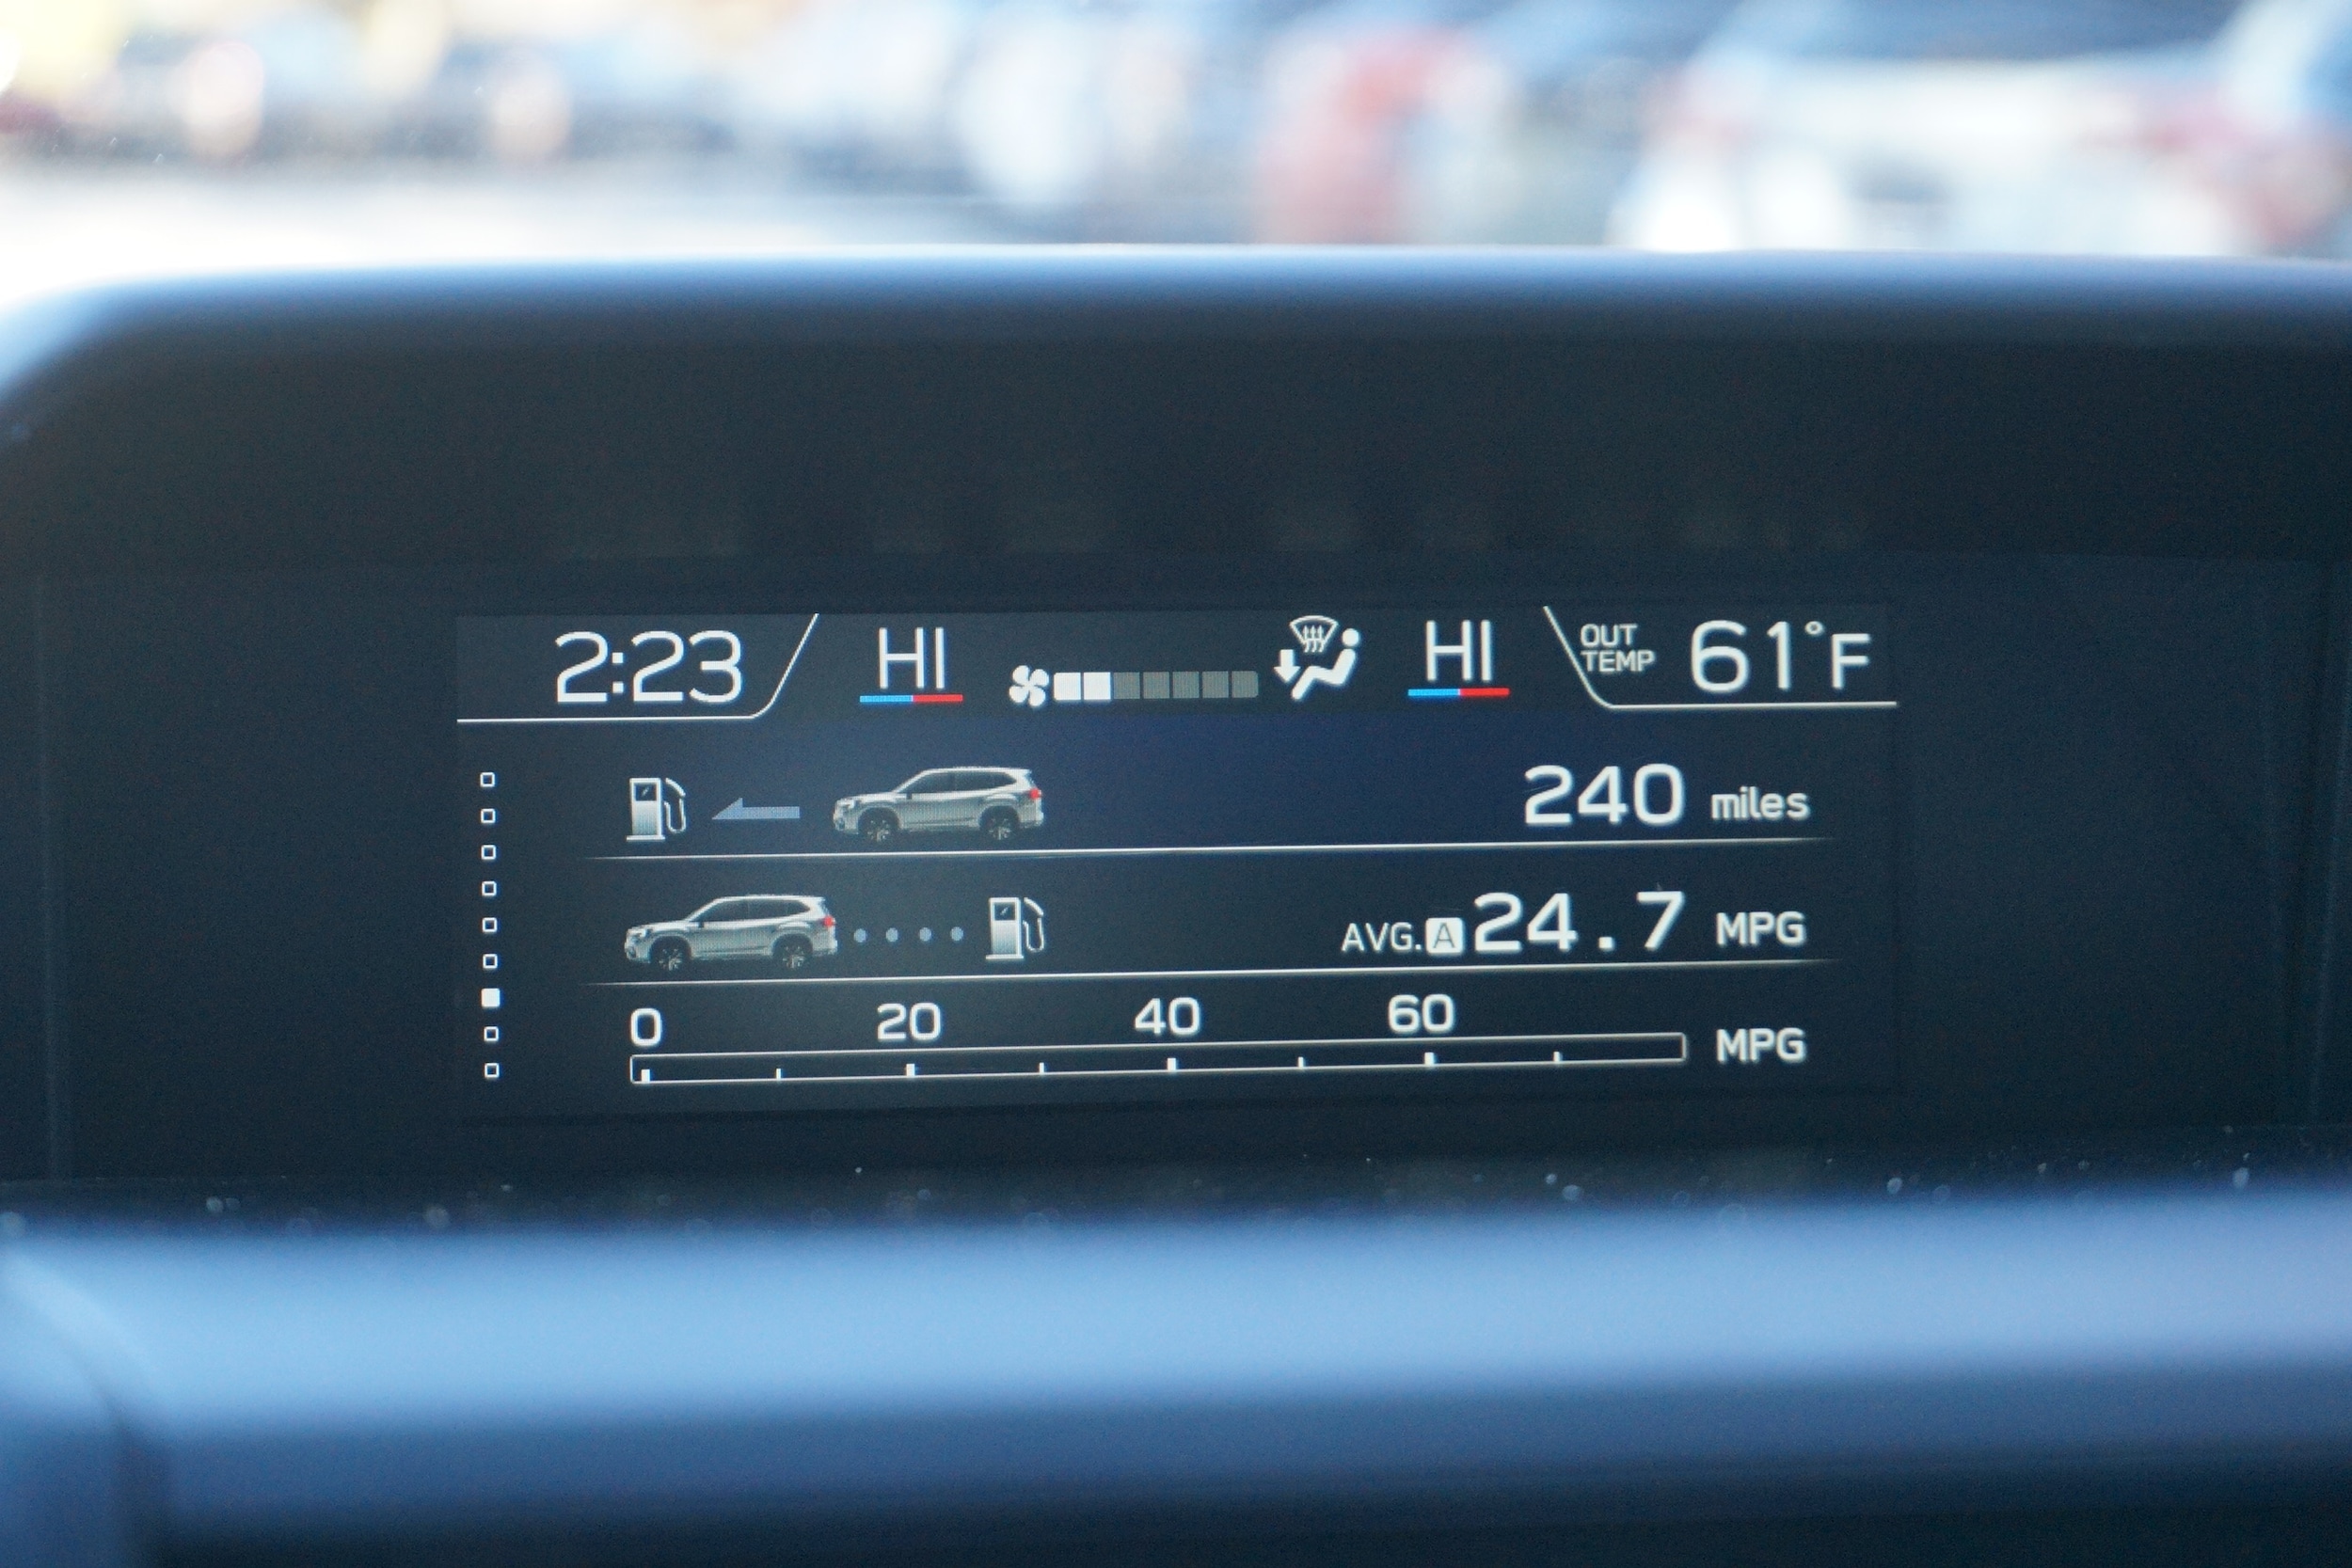 2:23 HI HI OUT TEMP 61°F
240 miles
AVG. A 24.7 MPG
0 20 40 60
MPG